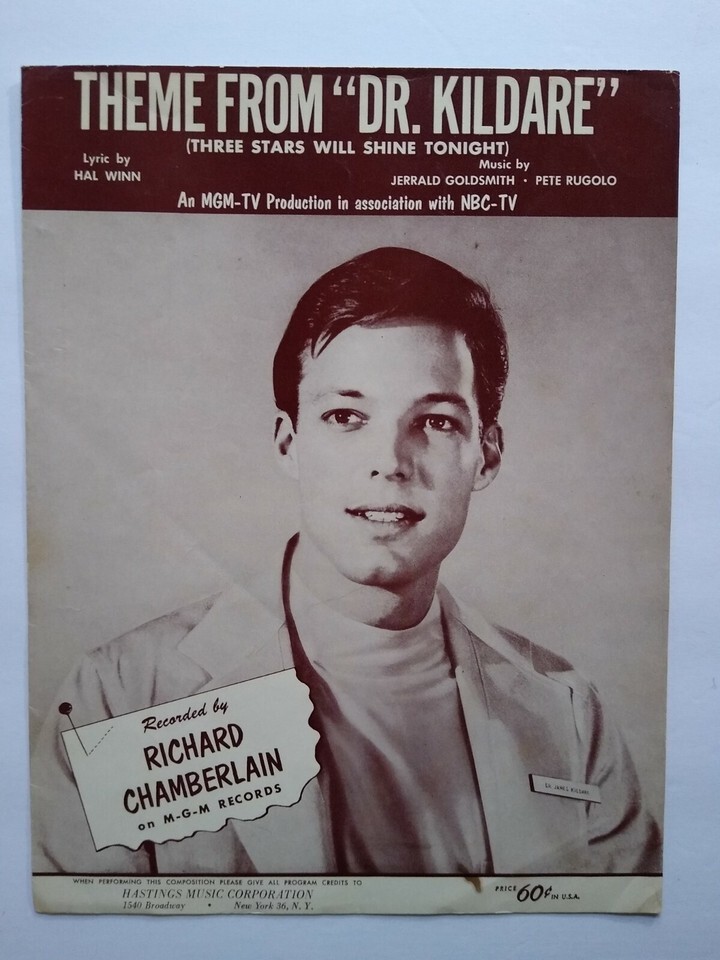 THEME FROM "DR. KILDARE"
(THREE STARS WILL SHINE TONIGHT)
Lyric by
HAL WINN
Music by
JERRALD GOLDSMITH • PETE RUGOLO
An MGM-TV Production in association with NBC-TV
Recorded by
RICHARD
CHAMBERLAIN
on M-G-M RECORDS
DR. JAMES KILDARE
WHEN PERFORMING THIS COMPOSITION PLEASE GIVE ALL PROGRAM CREDITS TO
HASTINGS MUSIC CORPORATION
1540 Broadway • New York 36, N. Y.
PRICE 60¢ IN U.S.A.